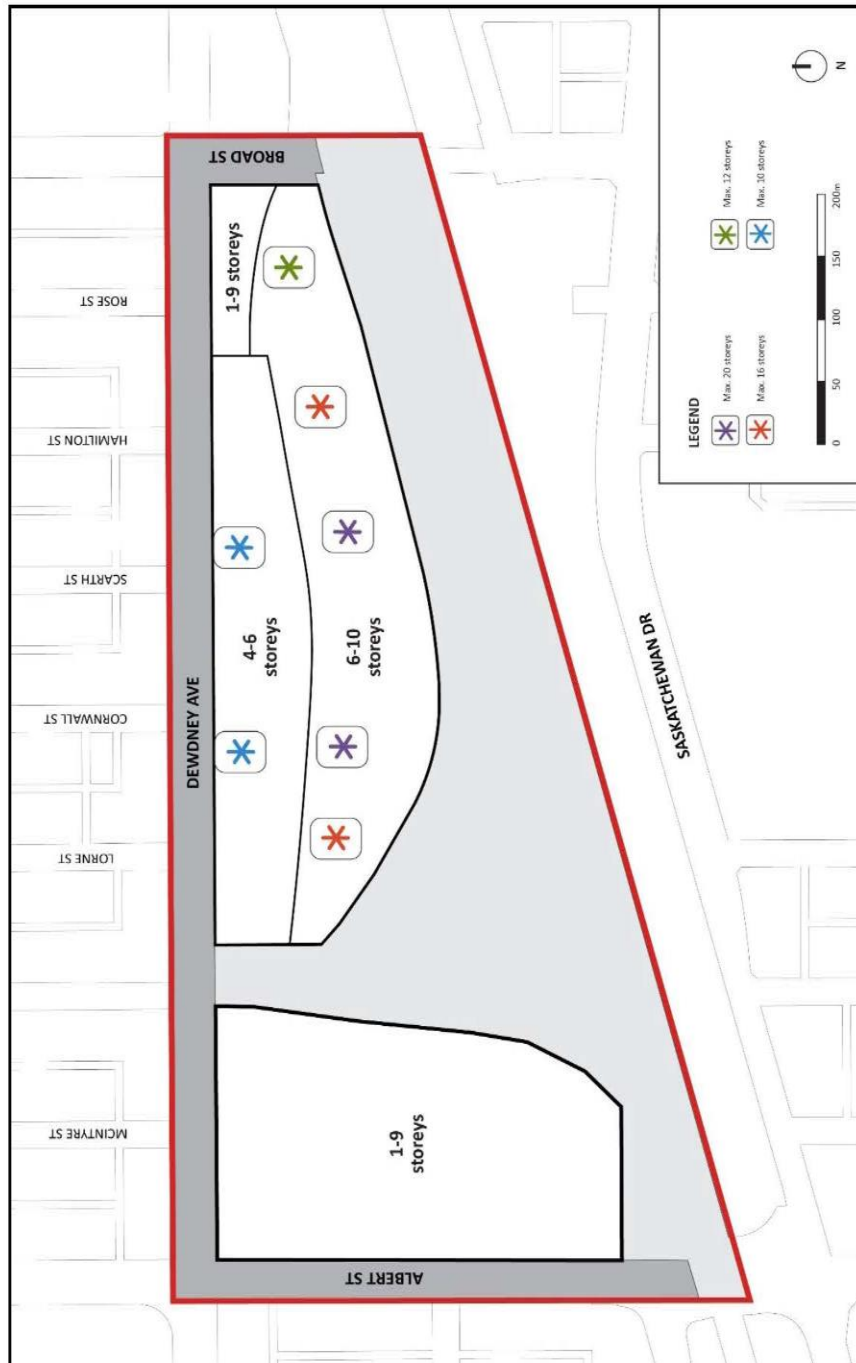 MCINTYRE ST
LORNE ST
CORNWALL ST
SCARTH ST
HAMILTON ST
ROSE ST
DEWDNEY AVE
ALBERT ST
BROAD ST
1-9
storeys
4-6
storeys
6-10
storeys
1-9 storeys
SASKATCHEWAN DR
LEGEND
Max. 20 storeys
Max. 12 storeys
Max. 16 storeys
Max. 10 storeys
0
50
100
150
200m
N